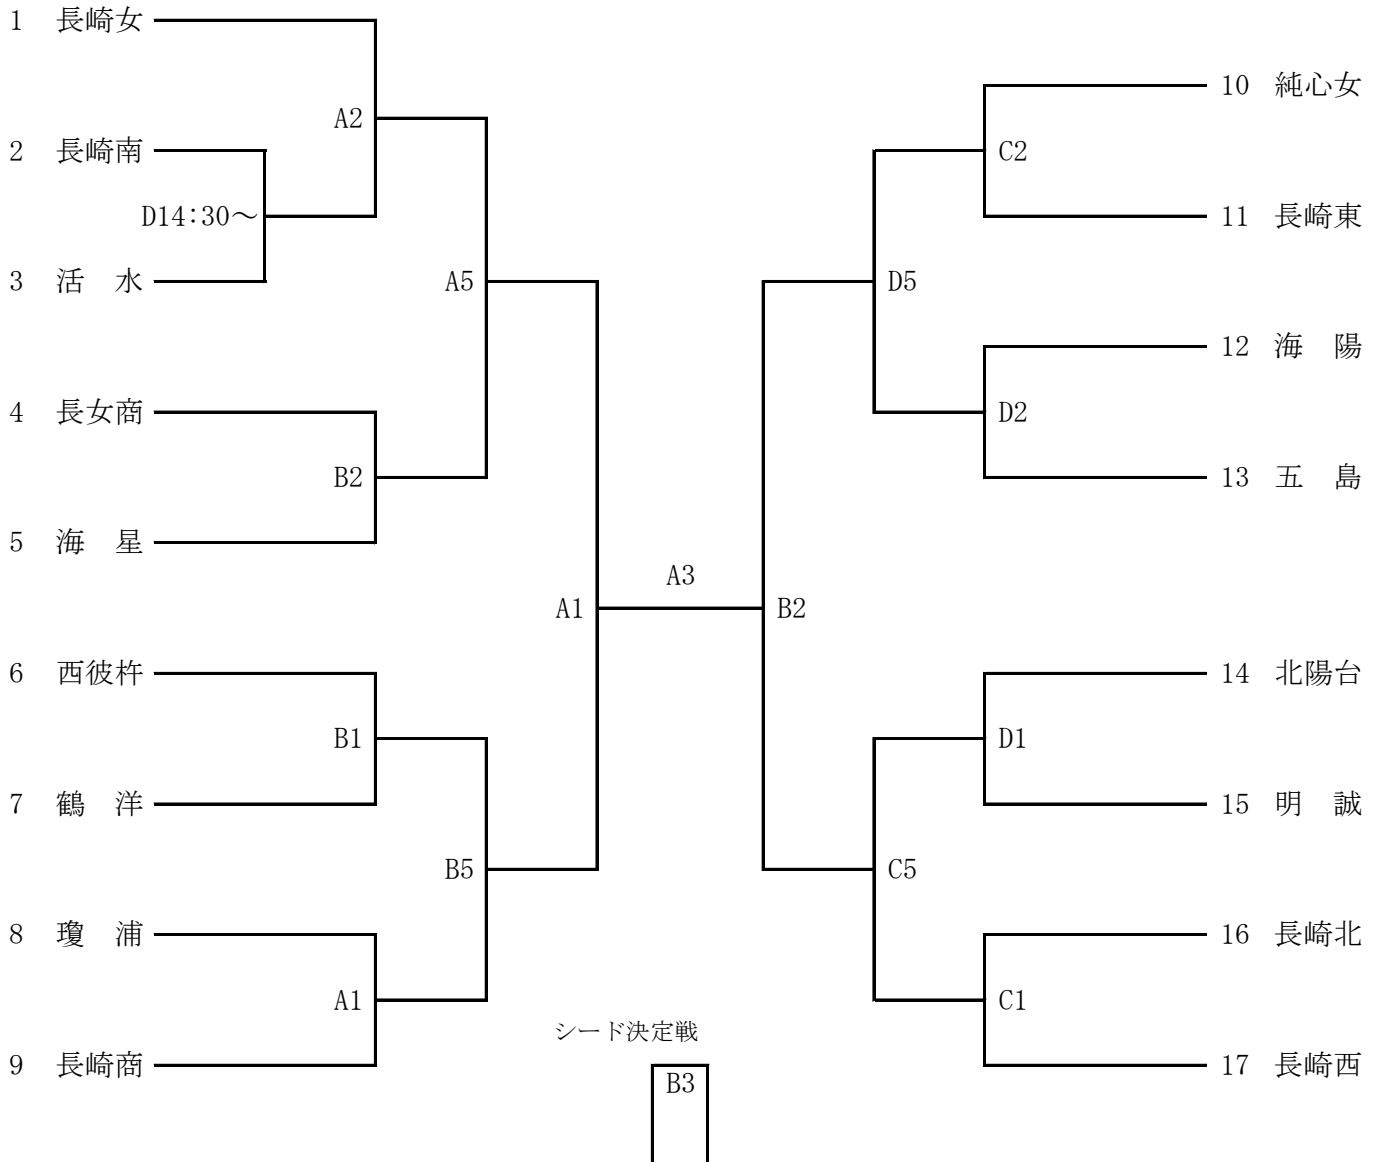 1 長崎女
A2
2 長崎南
D14:30～
3 活　水
A5
4 長女商
B2
5 海　星
A1
6 西彼杵
B1
7 鶴　洋
B5
8 瓊　浦
A1
9 長崎商
A3
シード決定戦
B3
10 純心女
C2
11 長崎東
D5
12 海　陽
D2
13 五　島
B2
14 北陽台
D1
15 明　誠
C5
16 長崎北
C1
17 長崎西